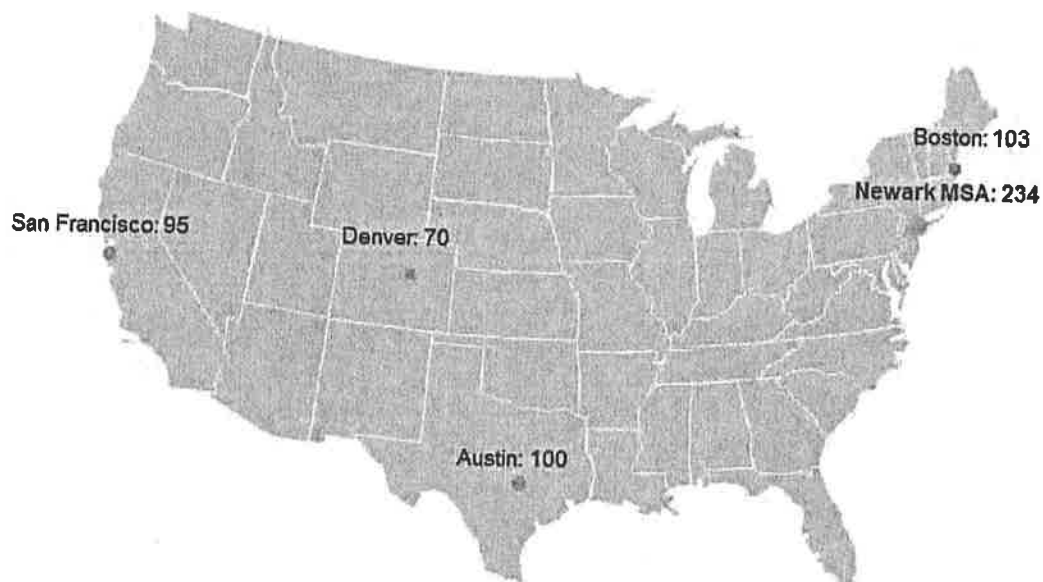 Boston: 103
Newark MSA: 234
San Francisco: 95
Denver: 70
Austin: 100